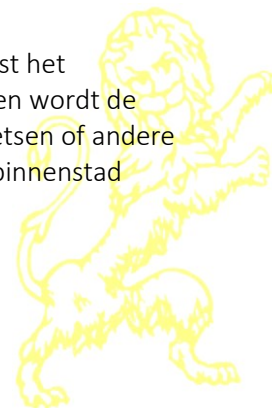 st het
en wordt de
etsen of andere
binnenstad